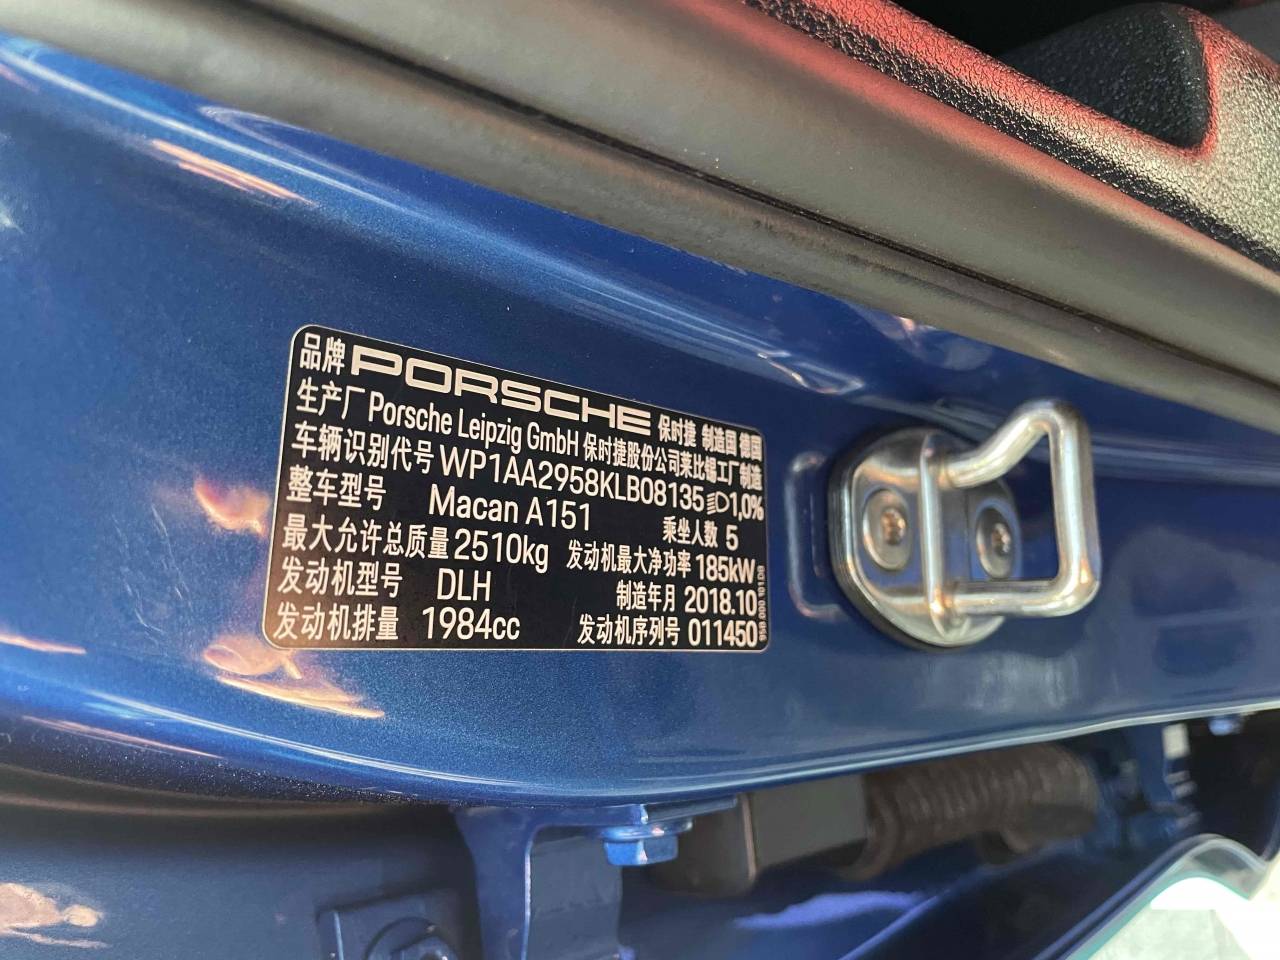 品牌 PORSCHE 保时捷 制造国 德国
生产厂 Porsche Leipzig GmbH 保时捷股份公司莱比锡工厂制造
车辆识别代号 WP1AA2958KLB08135 1,0%
整车型号 Macan A151 乘坐人数 5
最大允许总质量 2510kg 发动机最大净功率 185kW
发动机型号 DLH 制造年月 2018.10
发动机排量 1984cc 发动机序列号 011450
95B.000.101.DB